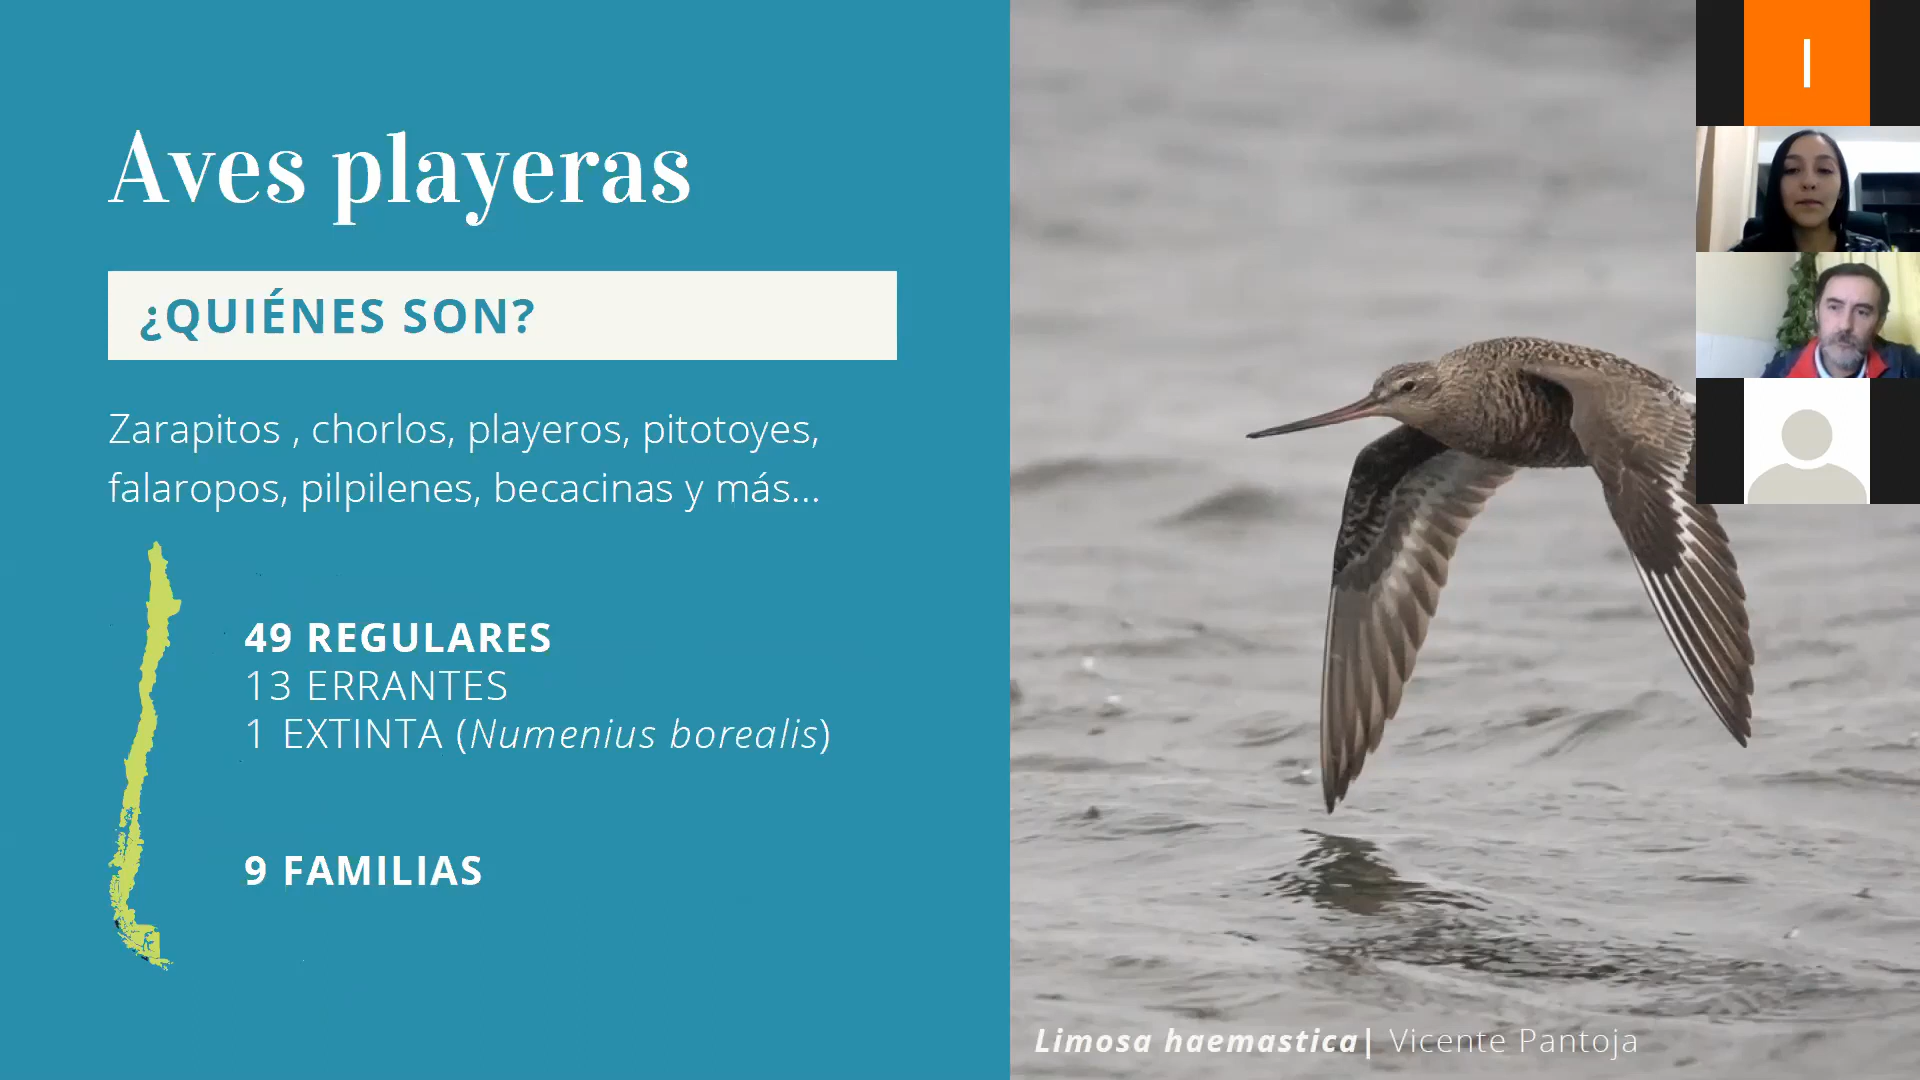 Aves playeras
¿QUIÉNES SON?
Zarapitos , chorlos, playeros, pitotoyes,
falaropos, pilpilenes, becacinas y más...
49 REGULARES
13 ERRANTES
1 EXTINTA (Numenius borealis)
9 FAMILIAS
Limosa haemastica| Vicente Pantoja
I